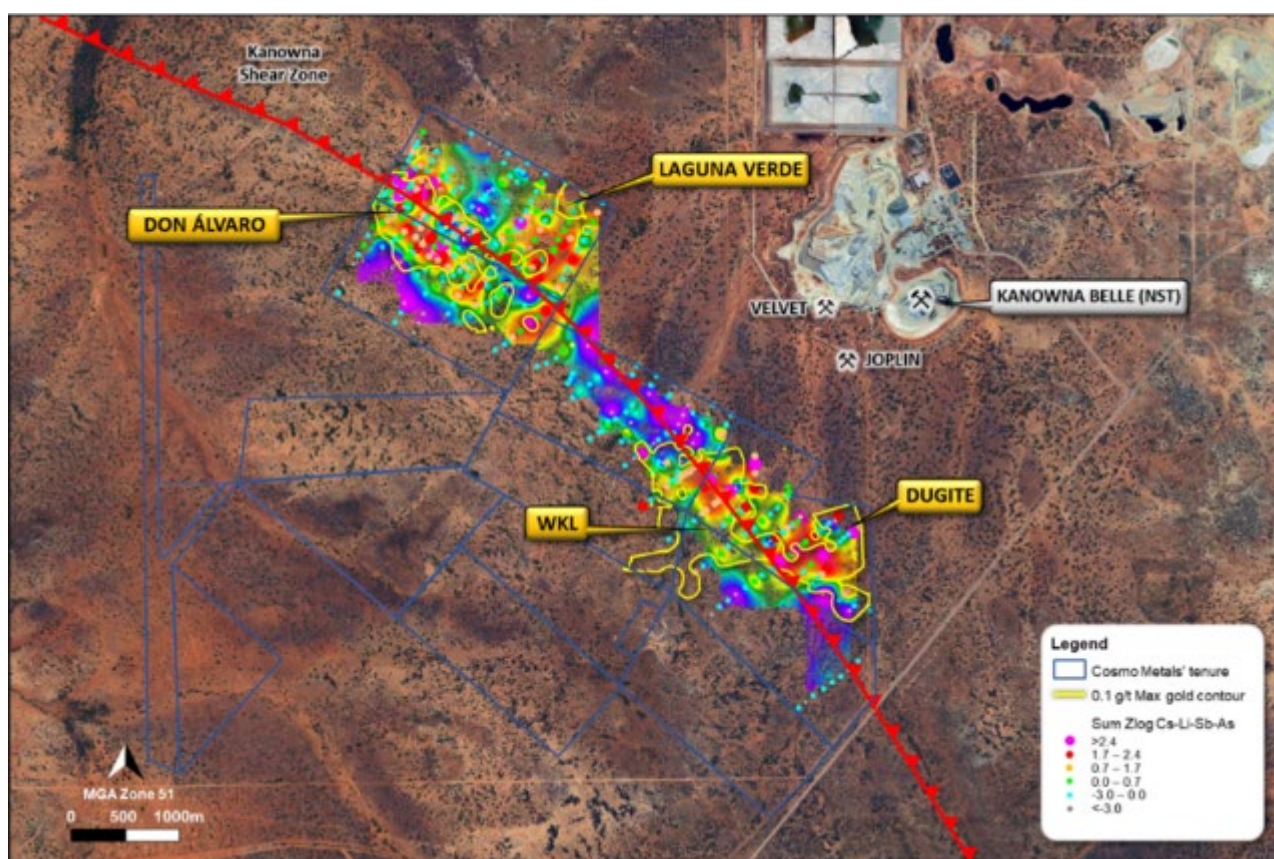 Kanowna
Shear Zone
LAGUNA VERDE
DON ÁLVARO
KANOWNA BELLE (NST)
VELVET
JOPLIN
DUGITE
WKL
Legend
Cosmo Metals' tenure
0.1 g/t Max gold contour
Sum Zlog Cs-Li-Sb-As
>2.4
1.7 – 2.4
0.7 – 1.7
0.0 – 0.7
-3.0 – 0.0
<-3.0
MGA Zone 51
0 500 1000m